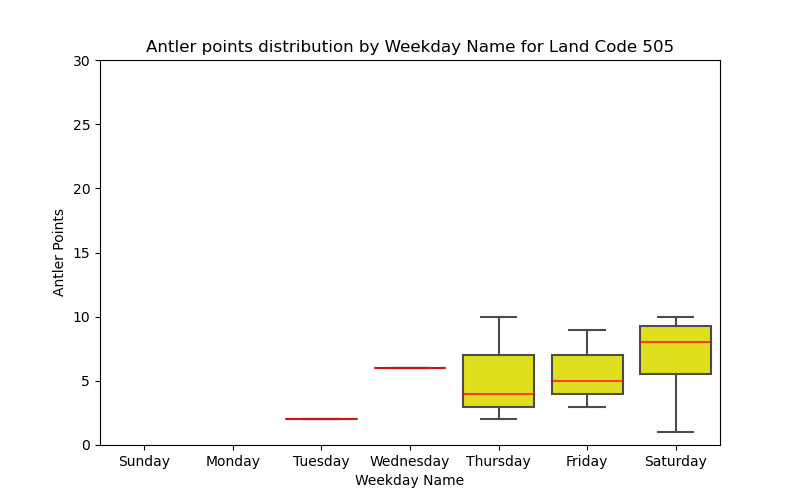 Antler points distribution by Weekday Name for Land Code 505
30
25
20
15
10
5
0
Antler Points
Sunday Monday Tuesday Wednesday Thursday Friday Saturday
Weekday Name